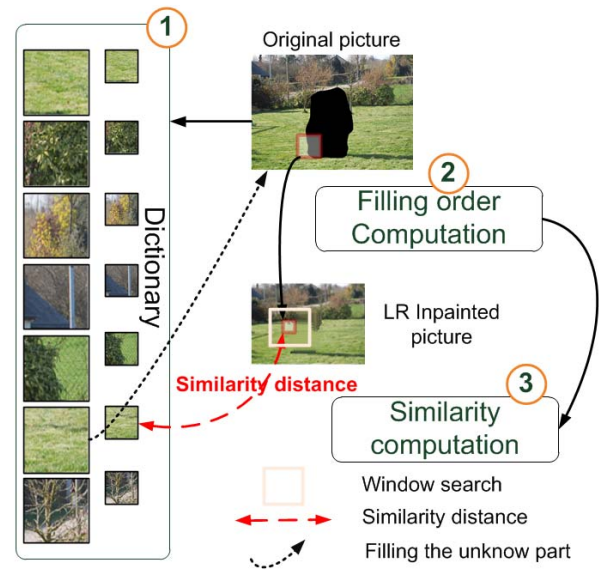 1
Original picture
Dictionary
2
Filling order
Computation
LR Inpainted
picture
Similarity distance
3
Similarity
computation
Window search
Similarity distance
Filling the unknow part